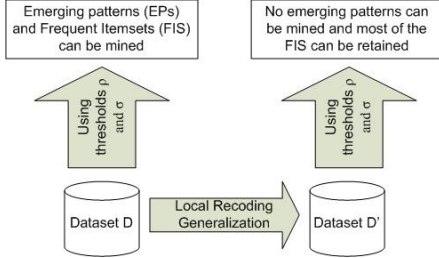 Emerging patterns (EPs)
and Frequent Itemsets (FIS)
can be mined
No emerging patterns can
be mined and most of the
FIS can be retained
Using
thresholds ρ
and σ
Using
thresholds ρ
and σ
Dataset D
Local Recoding
Generalization
Dataset D'